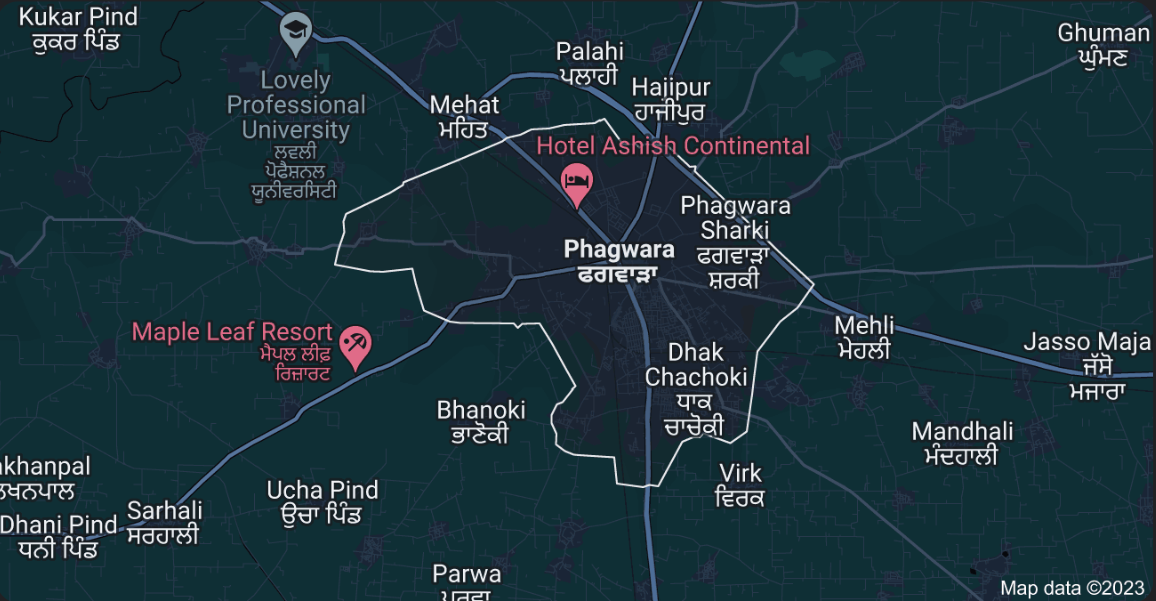 Kukar Pind
ਕੁਕਰ ਪਿੰਡ
Ghuman
ਘੁੰਮਣ
Lovely
Professional
University
ਲਵਲੀ
ਪੋਫੈਸ਼ਨਲ
ਯੂਨੀਵਰਸਿਟੀ
Palahi
ਪਲਾਹੀ
Hajipur
ਹਾਜੀਪੁਰ
Mehat
ਮਹਿਤ
Hotel Ashish Continental
Phagwara
Sharki
ਫਗਵਾੜਾ
ਸ਼ਰਕੀ
Phagwara
ਫਗਵਾੜਾ
Maple Leaf Resort
ਮੈਪਲ ਲੀਫ਼
ਰਿਜ਼ਾਰਟ
Mehli
ਮੇਹਲੀ
Jasso Maja
ਜੱਸੋ
ਮਜਾਰਾ
Dhak
Chachoki
ਧਾਕ
ਚਾਚੋਕੀ
Bhanoki
ਭਾਣੋਕੀ
Mandhali
ਮੰਦਹਾਲੀ
akhanpal
ਲਖਨਪਾਲ
Virk
ਵਿਰਕ
Ucha Pind
ਉਚਾ ਪਿੰਡ
Dhani Pind
ਧਨੀ ਪਿੰਡ
Sarhali
ਸਰਹਾਲੀ
Parwa
Map data ©2023